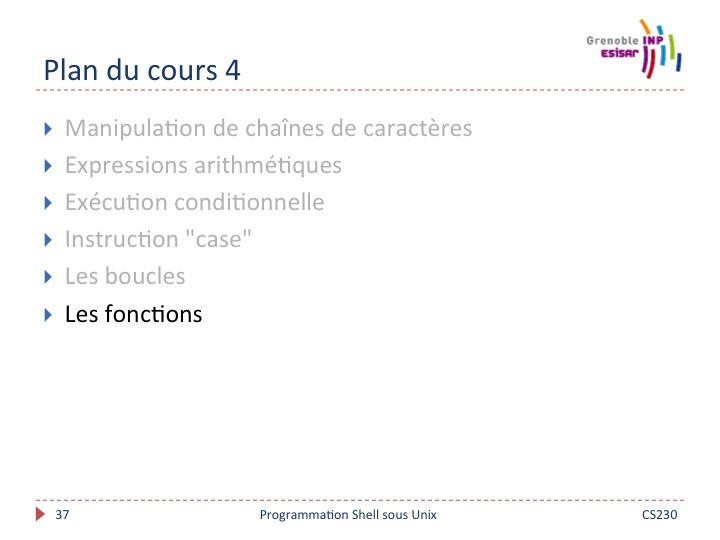 Grenoble INP
esisar
Plan du cours 4
Manipulation de chaînes de caractères
Expressions arithmétiques
Exécution conditionnelle
Instruction "case"
Les boucles
Les fonctions
37 Programmation Shell sous Unix CS230